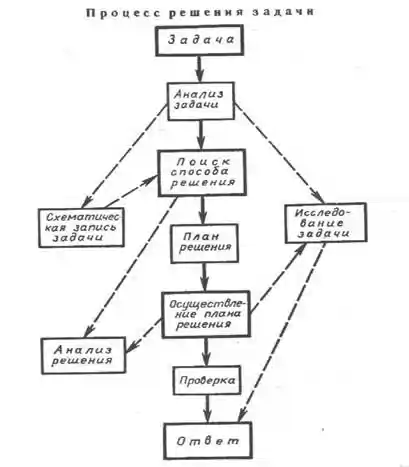 Процесс решения задачи
Задача
Анализ
задачи
Поиск
способа
решения
Схематичес-
кая запись
задачи
Исследо-
вание
задачи
План
решения
Осуществле-
ние плана
решения
Анализ
решения
Проверка
Ответ